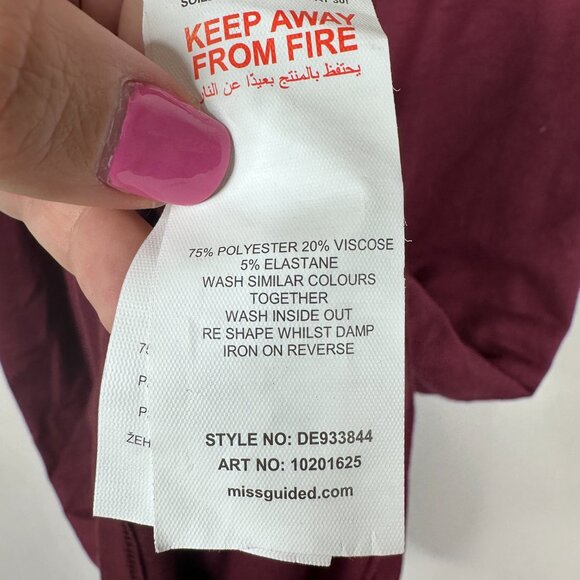 KEEP AWAY
FROM FIRE
يحتفظ بالمنتج بعيدًا عن النار
75% POLYESTER 20% VISCOSE
5% ELASTANE
WASH SIMILAR COLOURS
TOGETHER
WASH INSIDE OUT
RE SHAPE WHILST DAMP
IRON ON REVERSE
STYLE NO: DE933844
ART NO: 10201625
missguided.com